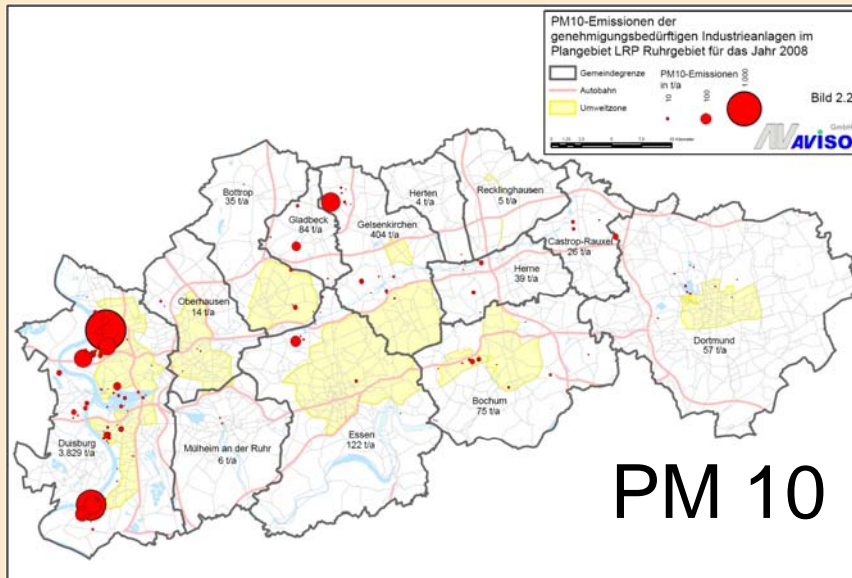 PM10-Emissionen der
genehmigungsbedürftigen Industrieanlagen im
Plangebiet LRP Ruhrgebiet für das Jahr 2008
Gemeindegrenze
Autobahn
Umweltzone
PM10-Emissionen
in t/a
10
100
1.000
Bild 2.2
GmbH
AVISO
Bottrop
35 t/a
Gladbeck
84 t/a
Gelsenkirchen
404 t/a
Herten
4 t/a
Recklinghausen
5 t/a
Castrop-Rauxel
26 t/a
Herne
39 t/a
Oberhausen
14 t/a
Dortmund
57 t/a
Bochum
75 t/a
Duisburg
3.829 t/a
Mülheim an der Ruhr
6 t/a
Essen
122 t/a
PM 10